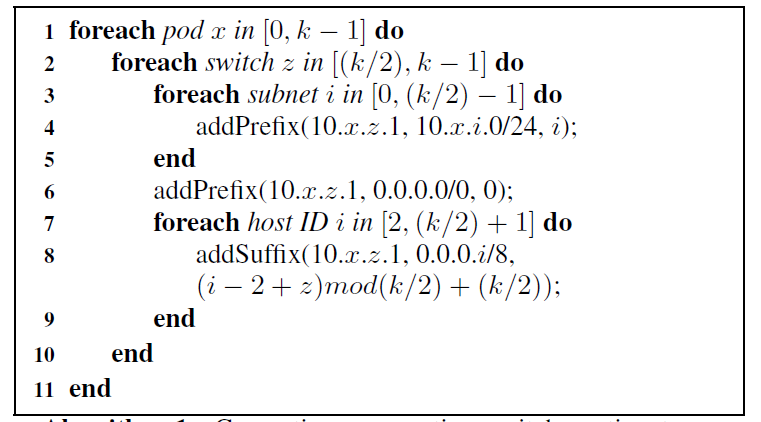 1 foreach pod x in [0, k − 1] do
2 foreach switch z in [(k/2), k − 1] do
3 foreach subnet i in [0, (k/2) − 1] do
4 addPrefix(10.x.z.1, 10.x.i.0/24, i);
5 end
6 addPrefix(10.x.z.1, 0.0.0.0/0, 0);
7 foreach host ID i in [2, (k/2) + 1] do
8 addSuffix(10.x.z.1, 0.0.0.i/8,
(i − 2 + z)mod(k/2) + (k/2));
9 end
10 end
11 end